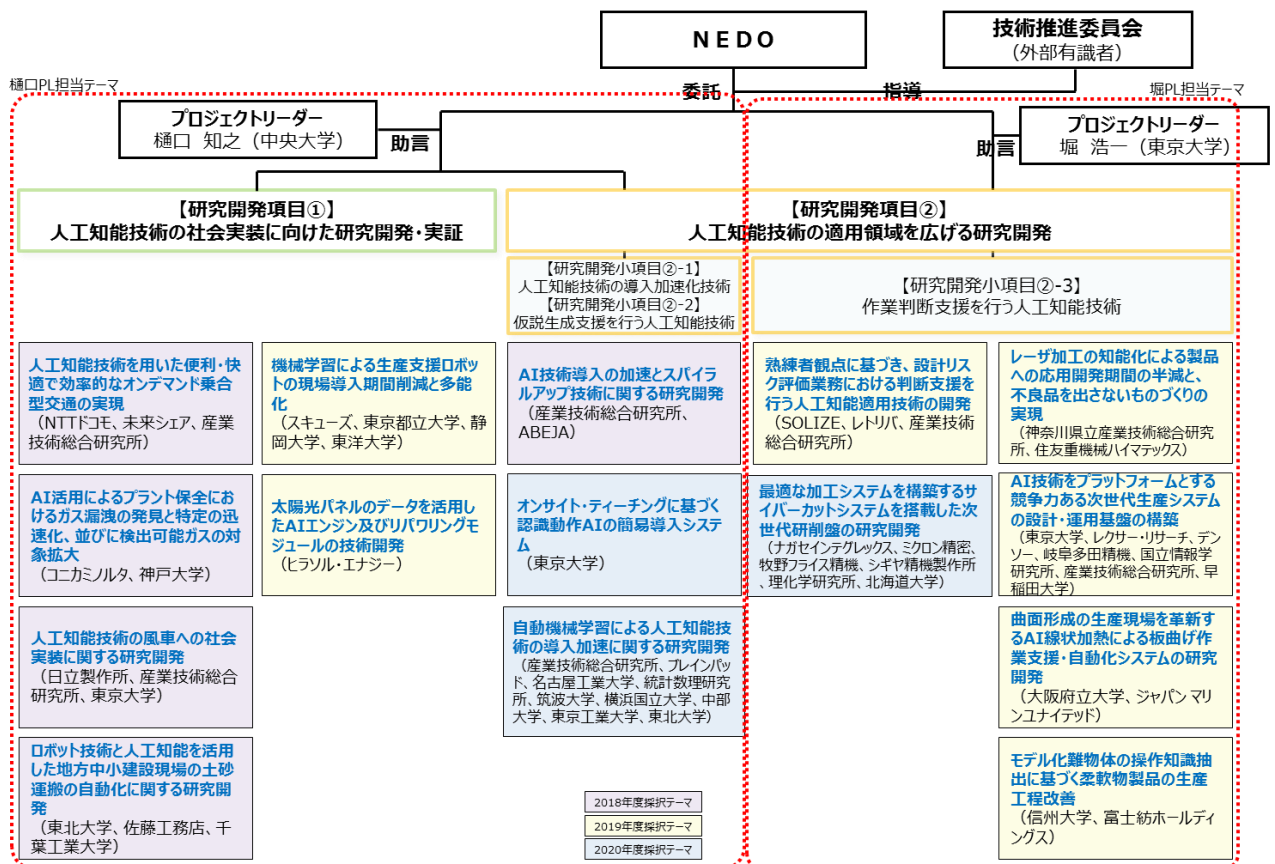 NEDO
技術推進委員会
（外部有識者）
樋口PL担当テーマ
委託
指導
堀PL担当テーマ
プロジェクトリーダー
樋口 知之（中央大学）
助言
プロジェクトリーダー
堀 浩一（東京大学）
助言
【研究開発項目①】
人工知能技術の社会実装に向けた研究開発・実証
【研究開発項目②】
人工知能技術の適用領域を広げる研究開発
【研究開発小項目②-1】
人工知能技術の導入加速化技術
【研究開発小項目②-2】
仮説生成支援を行う人工知能技術
【研究開発小項目②-3】
作業判断支援を行う人工知能技術
人工知能技術を用いた便利・快
適で効率的なオンデマンド乗合
型交通の実現
（NTTドコモ、未来シェア、産業
技術総合研究所）
AI活用によるプラント保全にお
けるガス漏洩の発見と特定の迅
速化、並びに検出可能ガスの対
象拡大
（コニカミノルタ、神戸大学）
人工知能技術の風車への社会
実装に関する研究開発
（日立製作所、産業技術総合
研究所、東京大学）
ロボット技術と人工知能を活用
した地方中小建設現場の土砂
運搬の自動化に関する研究開
発
（東北大学、佐藤工務店、千
葉工業大学）
機械学習による生産支援ロボッ
トの現場導入期間削減と多能
化
（スキューズ、東京都立大学、静
岡大学、東洋大学）
太陽光パネルのデータを活用し
たAIエンジン及びリパワリングモ
ジュールの技術開発
（ヒラソル・エナジー）
AI技術導入の加速とスパイラ
ルアップ技術に関する研究開発
（産業技術総合研究所、
ABEJA）
オンサイト・ティーチングに基づく
認識動作AIの簡易導入システ
ム
（東京大学）
自動機械学習による人工知能技
術の導入加速に関する研究開発
（産業技術総合研究所、ブレインパッ
ド、名古屋工業大学、統計数理研究
所、筑波大学、横浜国立大学、中部
大学、東京工業大学、東北大学）
熟練者観点に基づき、設計リス
ク評価業務における判断支援を
行う人工知能適用技術の開発
（SOLIZE、レトリバ、産業技術
総合研究所）
最適な加工システムを構築するサ
イバーカットシステムを搭載した次
世代研削盤の研究開発
（ナガセインテグレックス、ミクロン精密、
牧野フライス精機、シギヤ精機製作所
、理化学研究所、北海道大学）
レーザ加工の知能化による製品
への応用開発期間の半減と、
不良品を出さないものづくりの
実現
（神奈川県立産業技術総合研究
所、住友重機械ハイマテックス）
AI技術をプラットフォームとする
競争力ある次世代生産システム
の設計・運用基盤の構築
（東京大学、レクサー・リサーチ、デン
ソー、岐阜多田精機、国立情報学
研究所、産業技術総合研究所、早
稲田大学）
曲面形成の生産現場を革新す
るAI線状加熱による板曲げ作
業支援・自動化システムの研究
開発
（大阪府立大学、ジャパン マリ
ンユナイテッド）
モデル化難物体の操作知識抽
出に基づく柔軟物製品の生産
工程改善
（信州大学、富士紡ホールディ
ングス）
2018年度採択テーマ
2019年度採択テーマ
2020年度採択テーマ